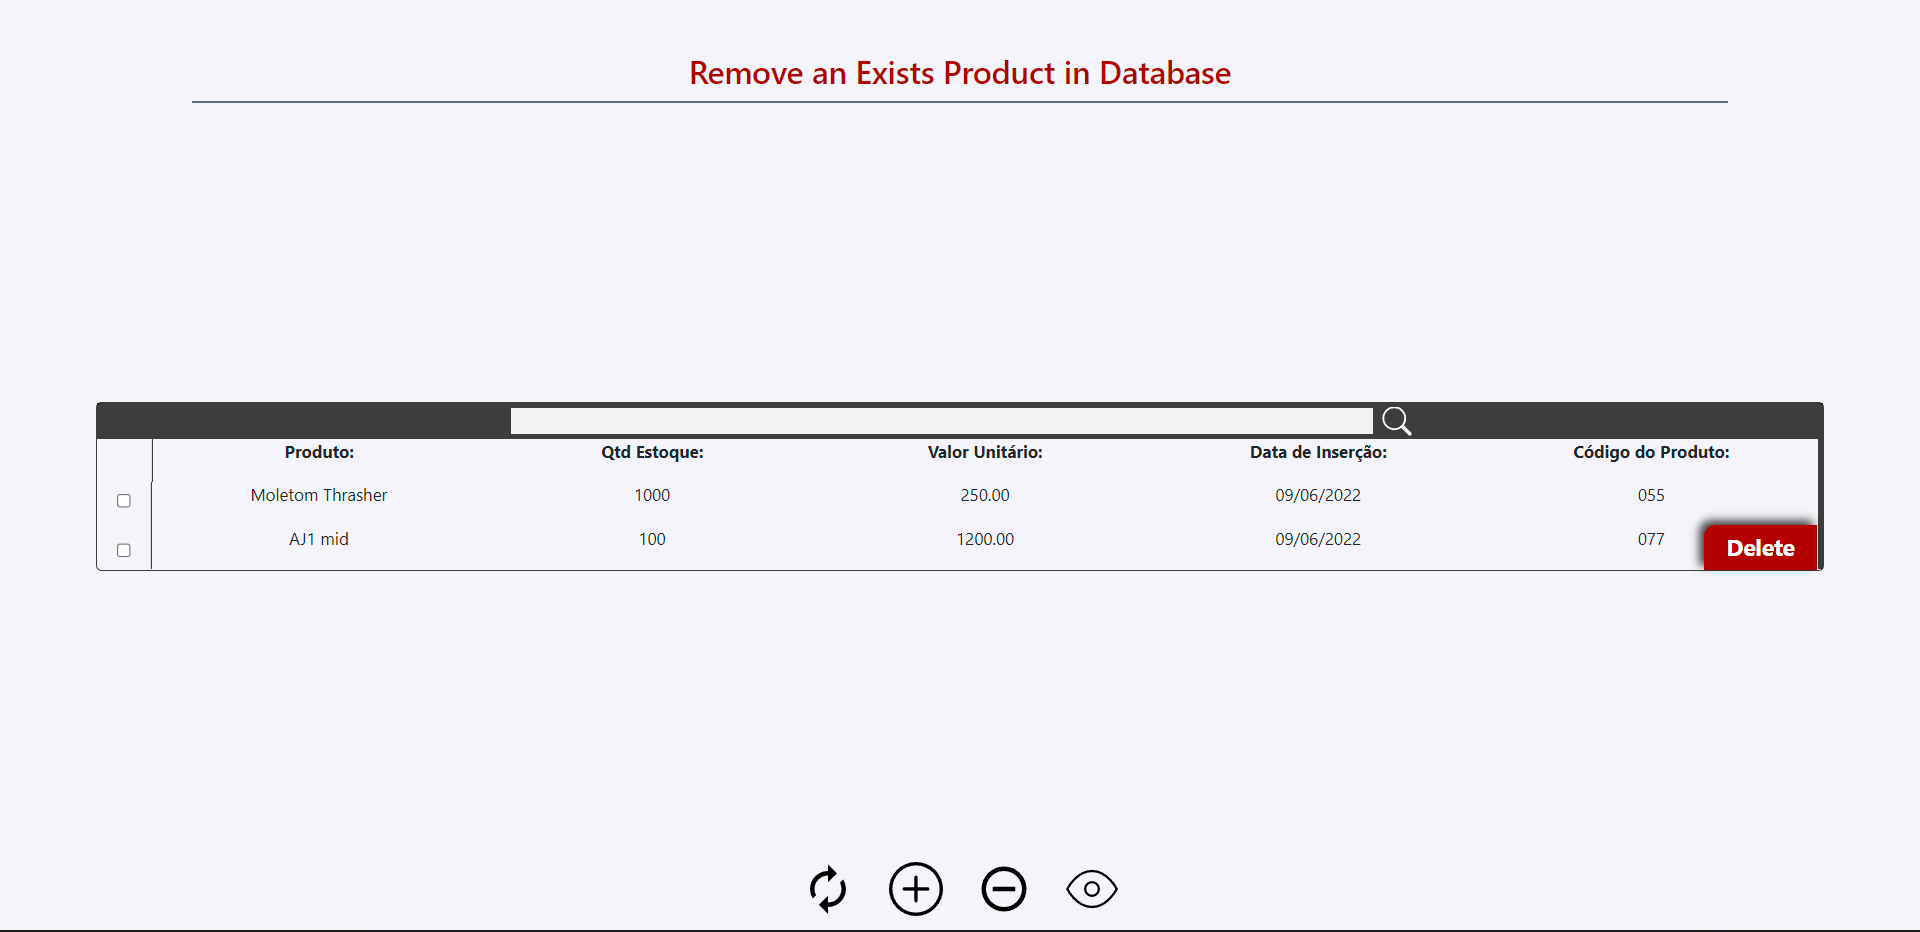 Remove an Exists Product in Database
Produto: Qtd Estoque: Valor Unitário: Data de Inserção: Código do Produto:
Moletom Thrasher 1000 250.00 09/06/2022 055
AJ1 mid 100 1200.00 09/06/2022 077
Delete